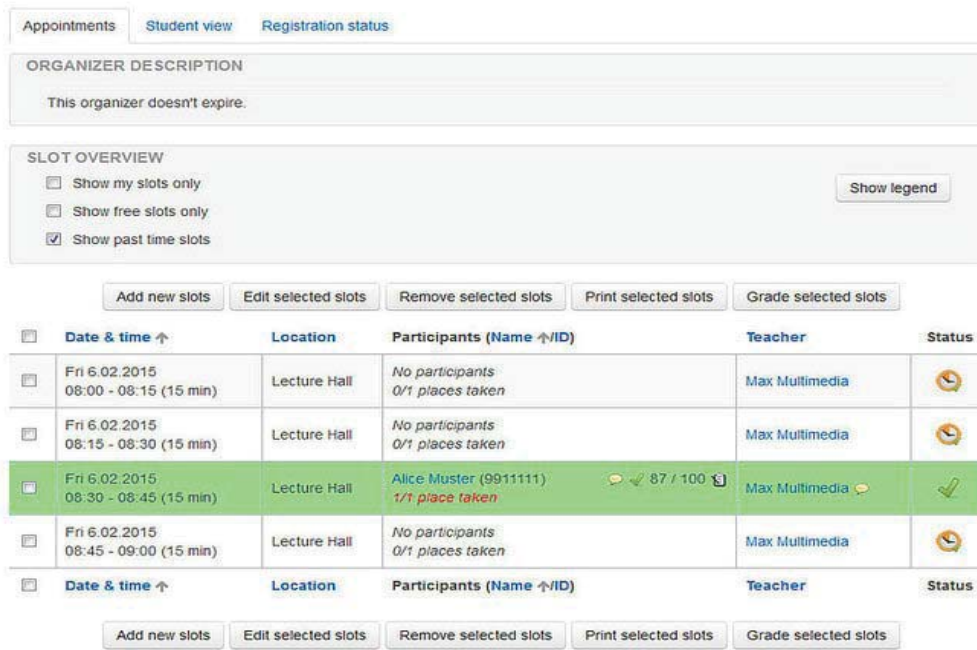 Appointments Student view Registration status
ORGANIZER DESCRIPTION
This organizer doesn't expire.
SLOT OVERVIEW
Show my slots only
Show legend
Show free slots only
Show past time slots
Add new slots Edit selected slots Remove selected slots Print selected slots Grade selected slots
Date & time Location Participants (Name /ID) Teacher Status
Fri 6.02.2015
08:00 - 08:15 (15 min)
Lecture Hall
No participants
0/1 places taken
Max Multimedia
Fri 6.02.2015
08:15 - 08:30 (15 min)
Lecture Hall
No participants
0/1 places taken
Max Multimedia
Fri 6.02.2015
08:30 - 08:45 (15 min)
Lecture Hall
Alice Muster (9911111) 87 / 100
1/1 place taken
Max Multimedia
Fri 6.02.2015
08:45 - 09:00 (15 min)
Lecture Hall
No participants
0/1 places taken
Max Multimedia
Date & time Location Participants (Name /ID) Teacher Status
Add new slots Edit selected slots Remove selected slots Print selected slots Grade selected slots